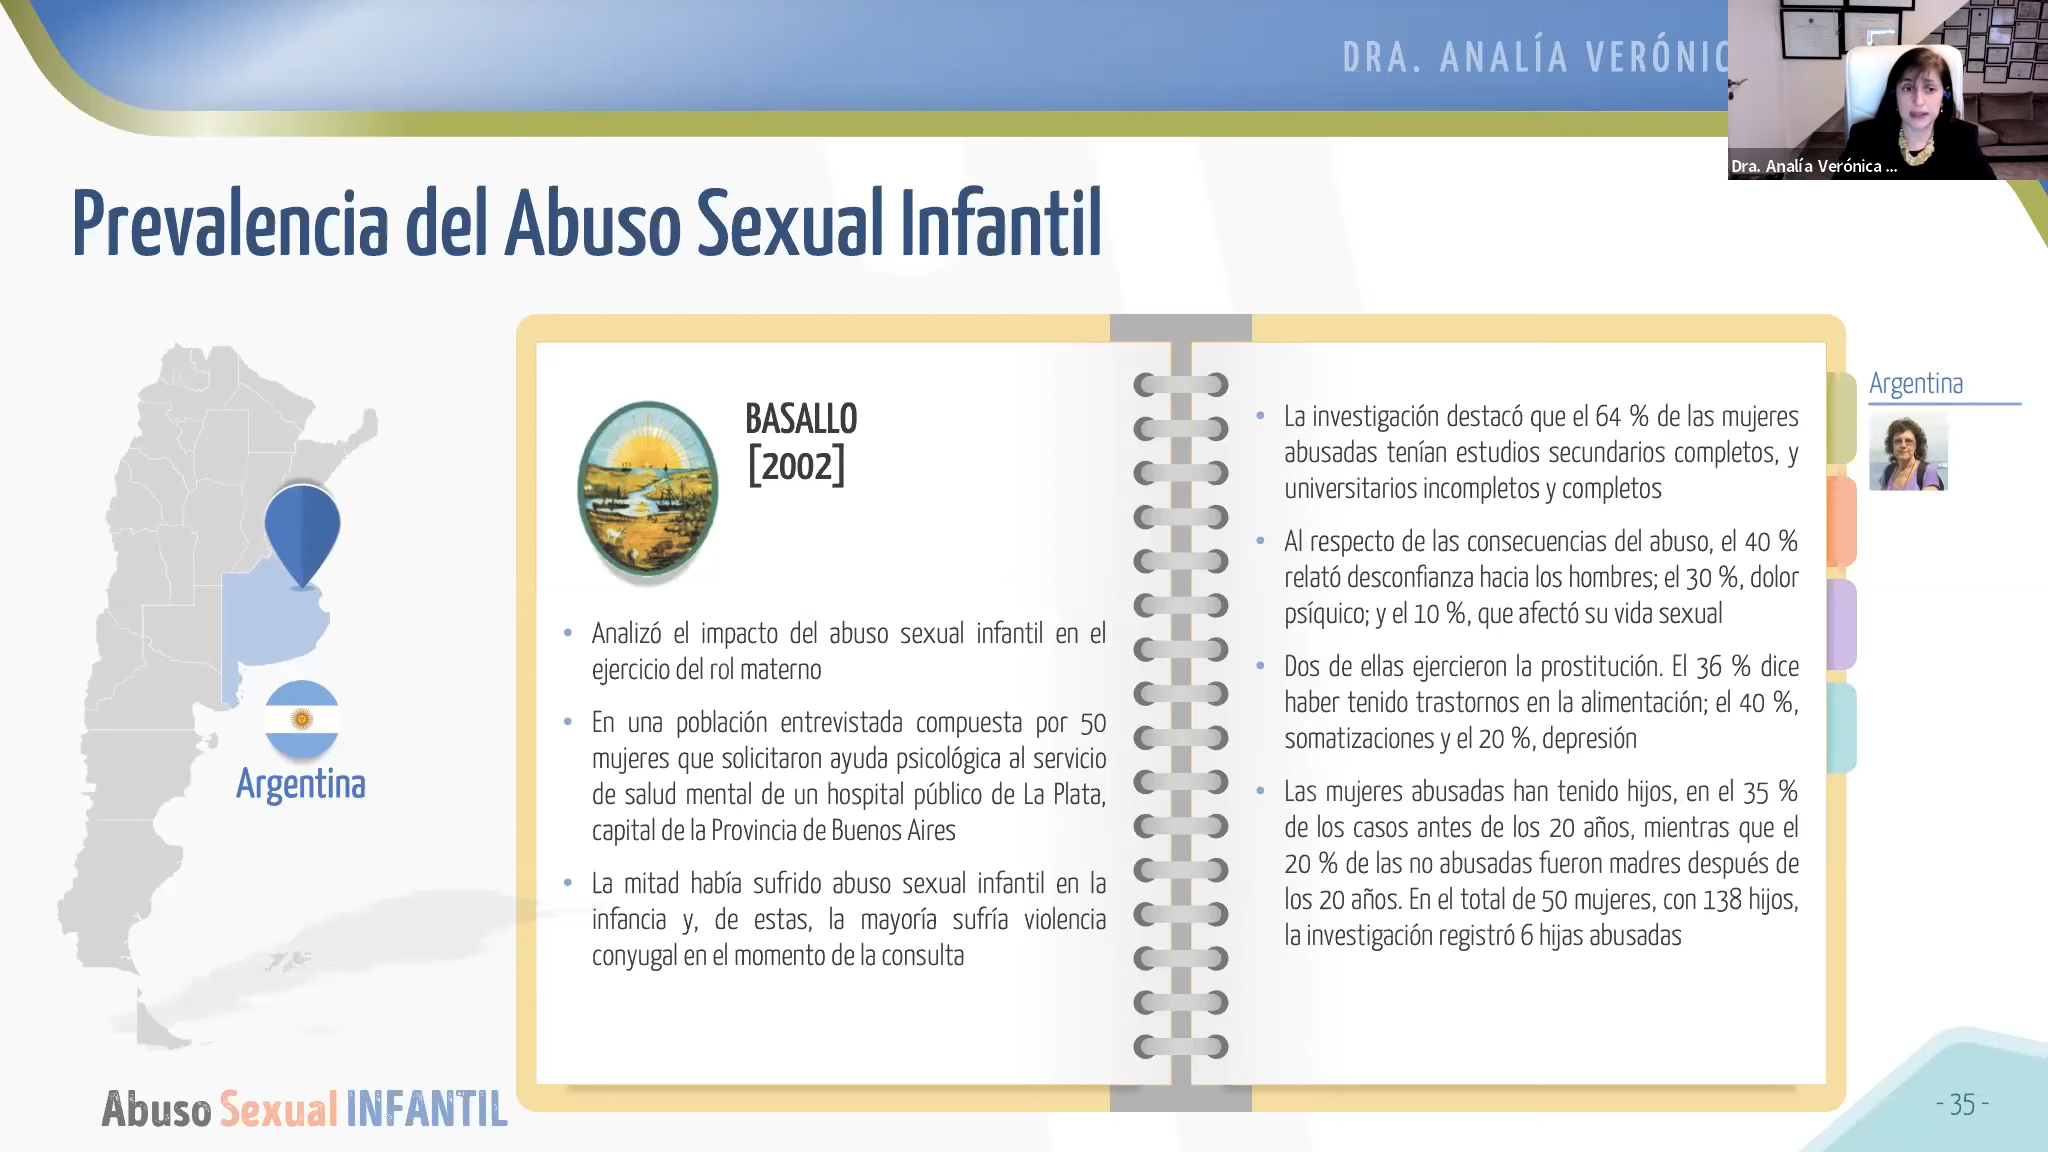 DRA. ANALÍA VERÓNIC
Dra. Analía Verónica ...
Prevalencia del Abuso Sexual Infantil
Argentina
BASALLO
[2002]
• Analizó el impacto del abuso sexual infantil en el
ejercicio del rol materno
• En una población entrevistada compuesta por 50
mujeres que solicitaron ayuda psicológica al servicio
de salud mental de un hospital público de La Plata,
capital de la Provincia de Buenos Aires
• La mitad había sufrido abuso sexual infantil en la
infancia y, de estas, la mayoría sufría violencia
conyugal en el momento de la consulta
• La investigación destacó que el 64 % de las mujeres
abusadas tenían estudios secundarios completos, y
universitarios incompletos y completos
• Al respecto de las consecuencias del abuso, el 40 %
relató desconfianza hacia los hombres; el 30 %, dolor
psíquico; y el 10 %, que afectó su vida sexual
• Dos de ellas ejercieron la prostitución. El 36 % dice
haber tenido trastornos en la alimentación; el 40 %,
somatizaciones y el 20 %, depresión
• Las mujeres abusadas han tenido hijos, en el 35 %
de los casos antes de los 20 años, mientras que el
20 % de las no abusadas fueron madres después de
los 20 años. En el total de 50 mujeres, con 138 hijos,
la investigación registró 6 hijas abusadas
Argentina
Abuso Sexual INFANTIL
- 35 -